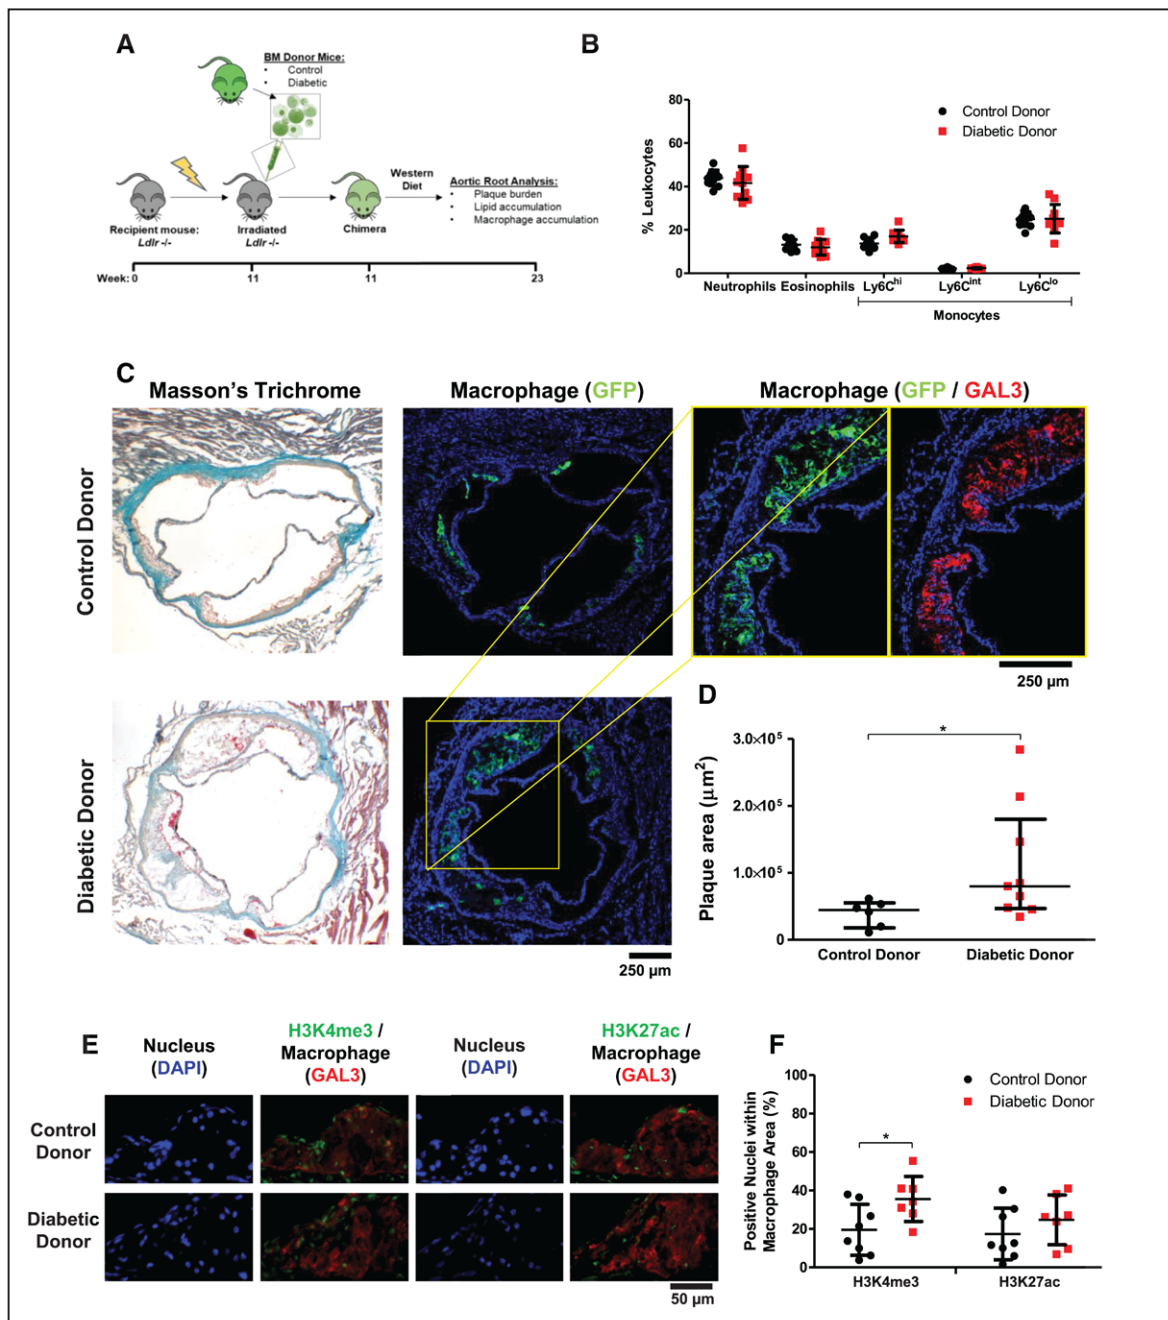 A
BM Donor Mice:
• Control
• Diabetic
Western
Diet
Aortic Root Analysis:
• Plaque burden
• Lipid accumulation
• Macrophage accumulation
Recipient mouse:
Ldlr -/-
Irradiated
Ldlr -/-
Chimera
Week: 0
11
11
23
B
80
60
40
20
0
% Leukocytes
Control Donor
Diabetic Donor
Neutrophils
Eosinophils
Ly6Chi
Ly6Cint
Ly6Clo
Monocytes
C
Masson's Trichrome
Macrophage (GFP)
Macrophage (GFP / GAL3)
Control Donor
Diabetic Donor
250 µm
250 µm
D
3.0×10⁵
2.0×10⁵
1.0×10⁵
0
Plaque area (µm²)
*
Control Donor
Diabetic Donor
E
Nucleus
(DAPI)
H3K4me3 /
Macrophage
(GAL3)
Nucleus
(DAPI)
H3K27ac /
Macrophage
(GAL3)
Control
Donor
Diabetic
Donor
50 µm
F
100
80
60
40
20
0
Positive Nuclei within
Macrophage Area (%)
Control Donor
Diabetic Donor
*
H3K4me3
H3K27ac